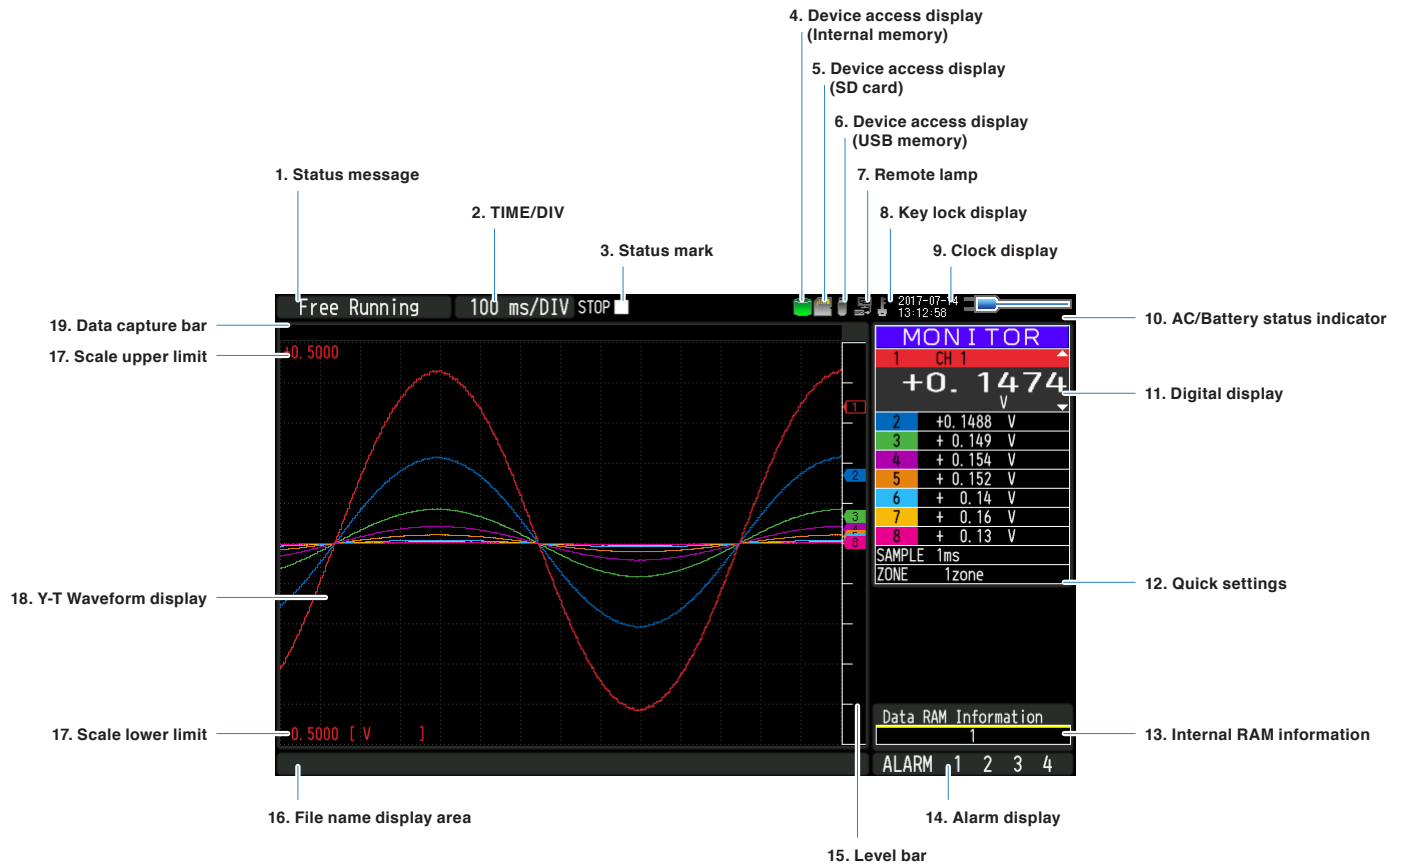 4. Device access display
(Internal memory)
5. Device access display
(SD card)
6. Device access display
(USB memory)
1. Status message
7. Remote lamp
2. TIME/DIV
8. Key lock display
3. Status mark
9. Clock display
Free Running
100 ms/DIV
STOP
2017-07-14
13:12:58
19. Data capture bar
10. AC/Battery status indicator
17. Scale upper limit
+0.5000
MONITOR
1 CH 1
+0.1474
V
11. Digital display
1
2 +0.1488 V
3 + 0.149 V
4 + 0.154 V
5 + 0.152 V
6 + 0.14 V
7 + 0.16 V
8 + 0.13 V
2
3
8
SAMPLE 1ms
ZONE 1zone
12. Quick settings
18. Y-T Waveform display
Data RAM Information
1
13. Internal RAM information
17. Scale lower limit
0.5000 [ V ]
ALARM 1 2 3 4
16. File name display area
14. Alarm display
15. Level bar